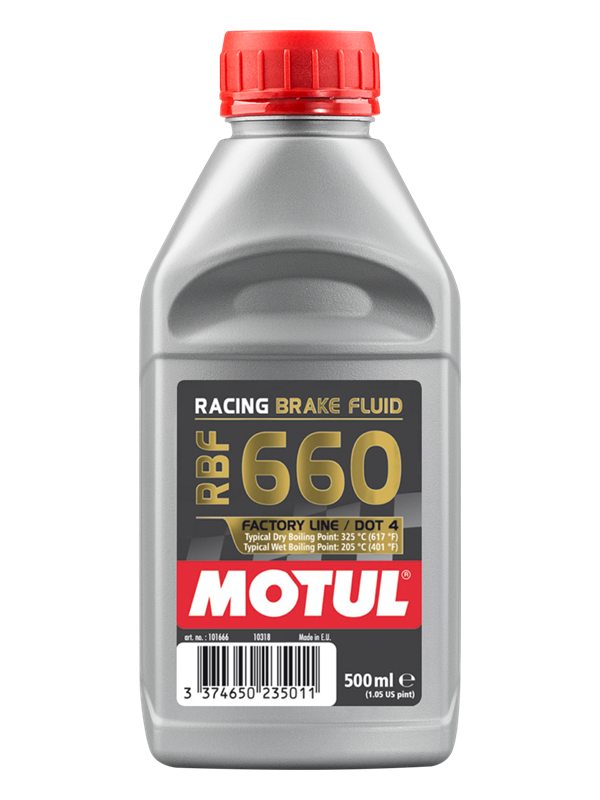 RACING BRAKE FLUID
RBF 660
FACTORY LINE / DOT 4
Typical Dry Boiling Point: 325 °C (617 °F)
Typical Wet Boiling Point: 205 °C (401 °F)
MOTUL®
art. no. : 101666 10318 Made in E.U.
3 374650 235011
500 ml ℮
(1.05 US pint)